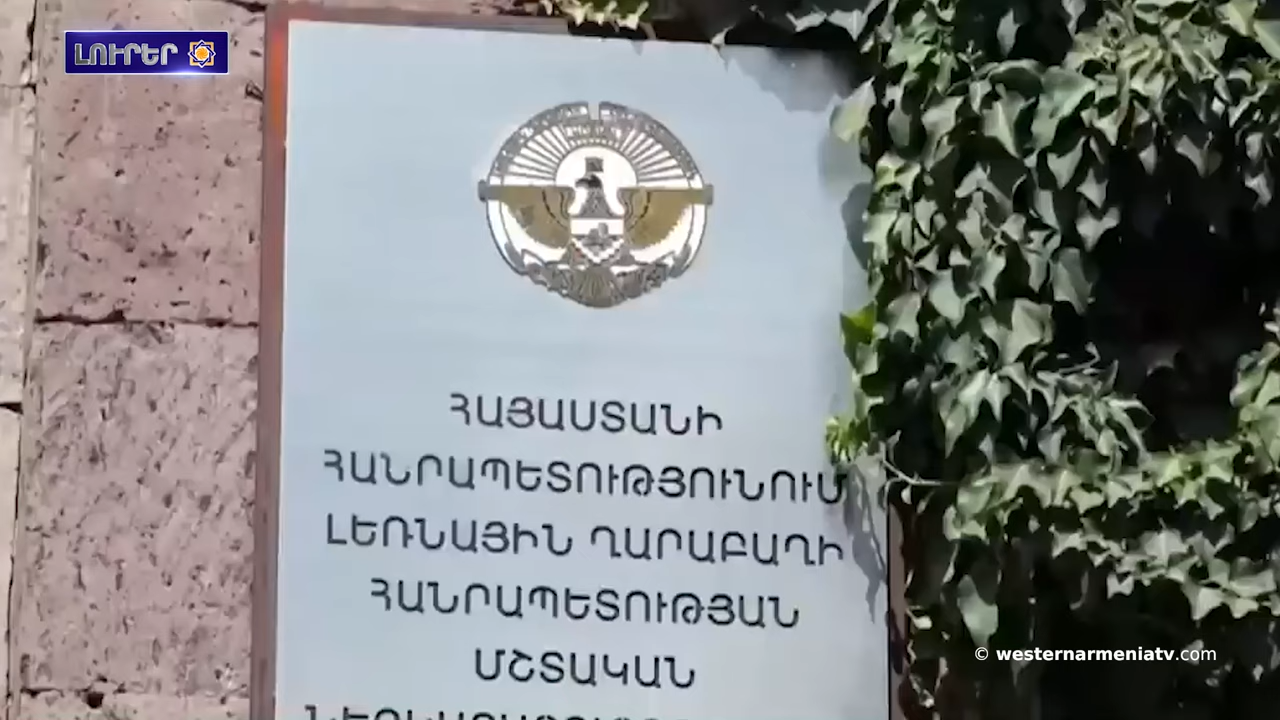 ԼՈՒՐԵՐ
ՀԱՅԱՍՏԱՆԻ
ՀԱՆՐԱՊԵՏՈՒԹՅՈՒՆՈՒՄ
ԼԵՌՆԱՅԻՆ ՂԱՐԱԲԱՂԻ
ՀԱՆՐԱՊԵՏՈՒԹՅԱՆ
ՄՇՏԱԿԱՆ
© westernarmeniatv.com